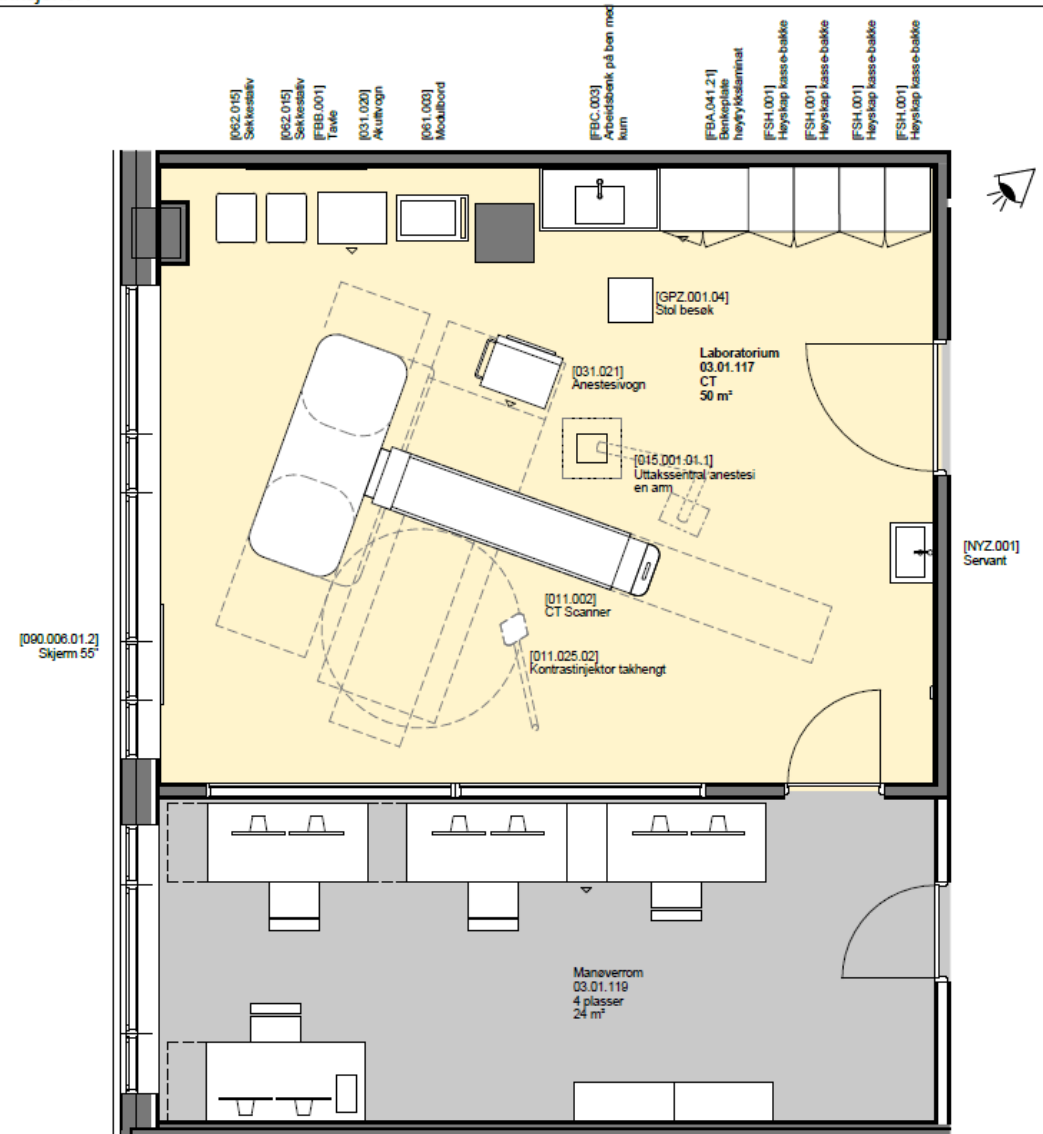 [062.015]
Sekkestativ
[062.015]
Sekkestativ
[FBB.001]
Tavle
[031.020]
Akuttvogn
[061.003]
Modulbord
[FBC.003]
Arbeidsbenk på ben med
kum
[FBA.041.21]
Benkeplate
høytrykkslaminat
[FSH.001]
Høyskap kasse-bakke
[FSH.001]
Høyskap kasse-bakke
[FSH.001]
Høyskap kasse-bakke
[FSH.001]
Høyskap kasse-bakke
[GPZ.001.04]
Stol besøk
Laboratorium
03.01.117
CT
50 m²
[031.021]
Anestesivogn
[015.001.01.1]
Uttakssentral anestesi
en arm
[NYZ.001]
Servant
[011.002]
CT Scanner
[090.006.01.2]
Skjerm 55"
[011.025.02]
Kontrastinjektor takhengt
Manøverrom
03.01.119
4 plasser
24 m²